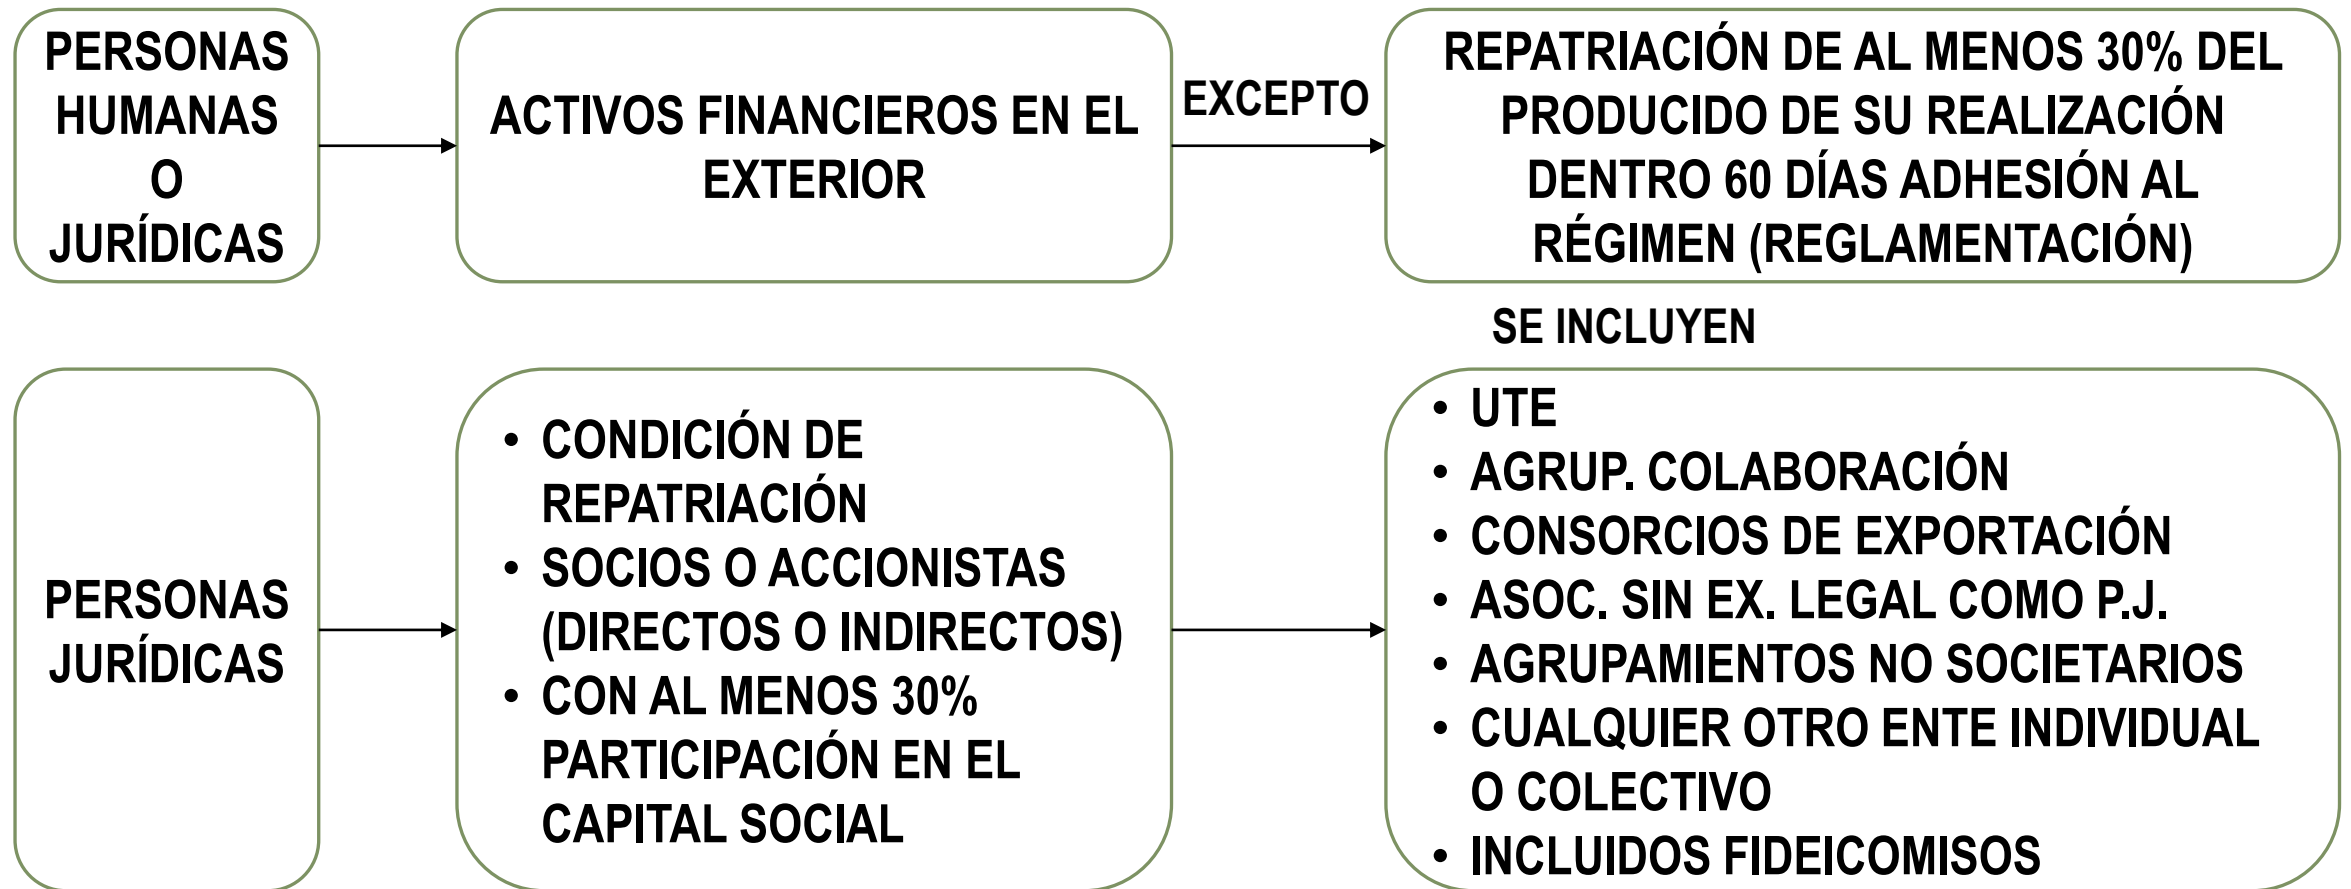 PERSONAS
HUMANAS
O
JURÍDICAS
ACTIVOS FINANCIEROS EN EL
EXTERIOR
EXCEPTO
REPATRIACIÓN DE AL MENOS 30% DEL
PRODUCIDO DE SU REALIZACIÓN
DENTRO 60 DÍAS ADHESIÓN AL
RÉGIMEN (REGLAMENTACIÓN)
SE INCLUYEN
PERSONAS
JURÍDICAS
• CONDICIÓN DE
REPATRIACIÓN
• SOCIOS O ACCIONISTAS
(DIRECTOS O INDIRECTOS)
• CON AL MENOS 30%
PARTICIPACIÓN EN EL
CAPITAL SOCIAL
• UTE
• AGRUP. COLABORACIÓN
• CONSORCIOS DE EXPORTACIÓN
• ASOC. SIN EX. LEGAL COMO P.J.
• AGRUPAMIENTOS NO SOCIETARIOS
• CUALQUIER OTRO ENTE INDIVIDUAL
O COLECTIVO
• INCLUIDOS FIDEICOMISOS